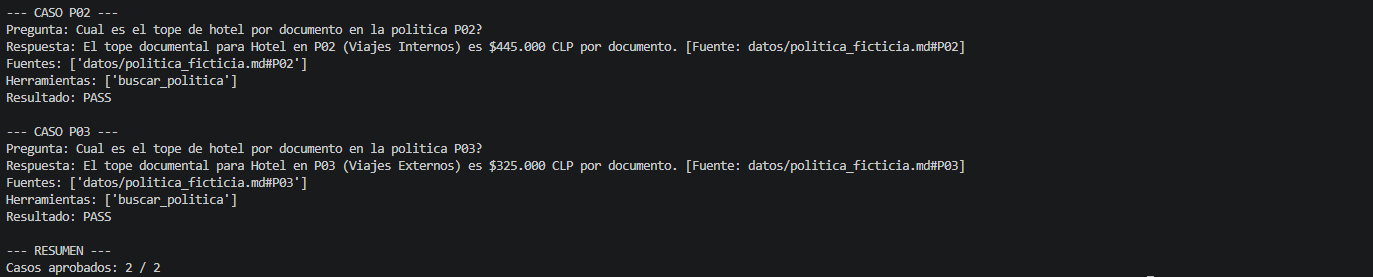 --- CASO P02 ---
Pregunta: Cual es el tope de hotel por documento en la politica P02?
Respuesta: El tope documental para Hotel en P02 (Viajes Internos) es $445.000 CLP por documento. [Fuente: datos/politica_ficticia.md#P02]
Fuentes: ['datos/politica_ficticia.md#P02']
Herramientas: ['buscar_politica']
Resultado: PASS
--- CASO P03 ---
Pregunta: Cual es el tope de hotel por documento en la politica P03?
Respuesta: El tope documental para Hotel en P03 (Viajes Externos) es $325.000 CLP por documento. [Fuente: datos/politica_ficticia.md#P03]
Fuentes: ['datos/politica_ficticia.md#P03']
Herramientas: ['buscar_politica']
Resultado: PASS
--- RESUMEN ---
Casos aprobados: 2 / 2